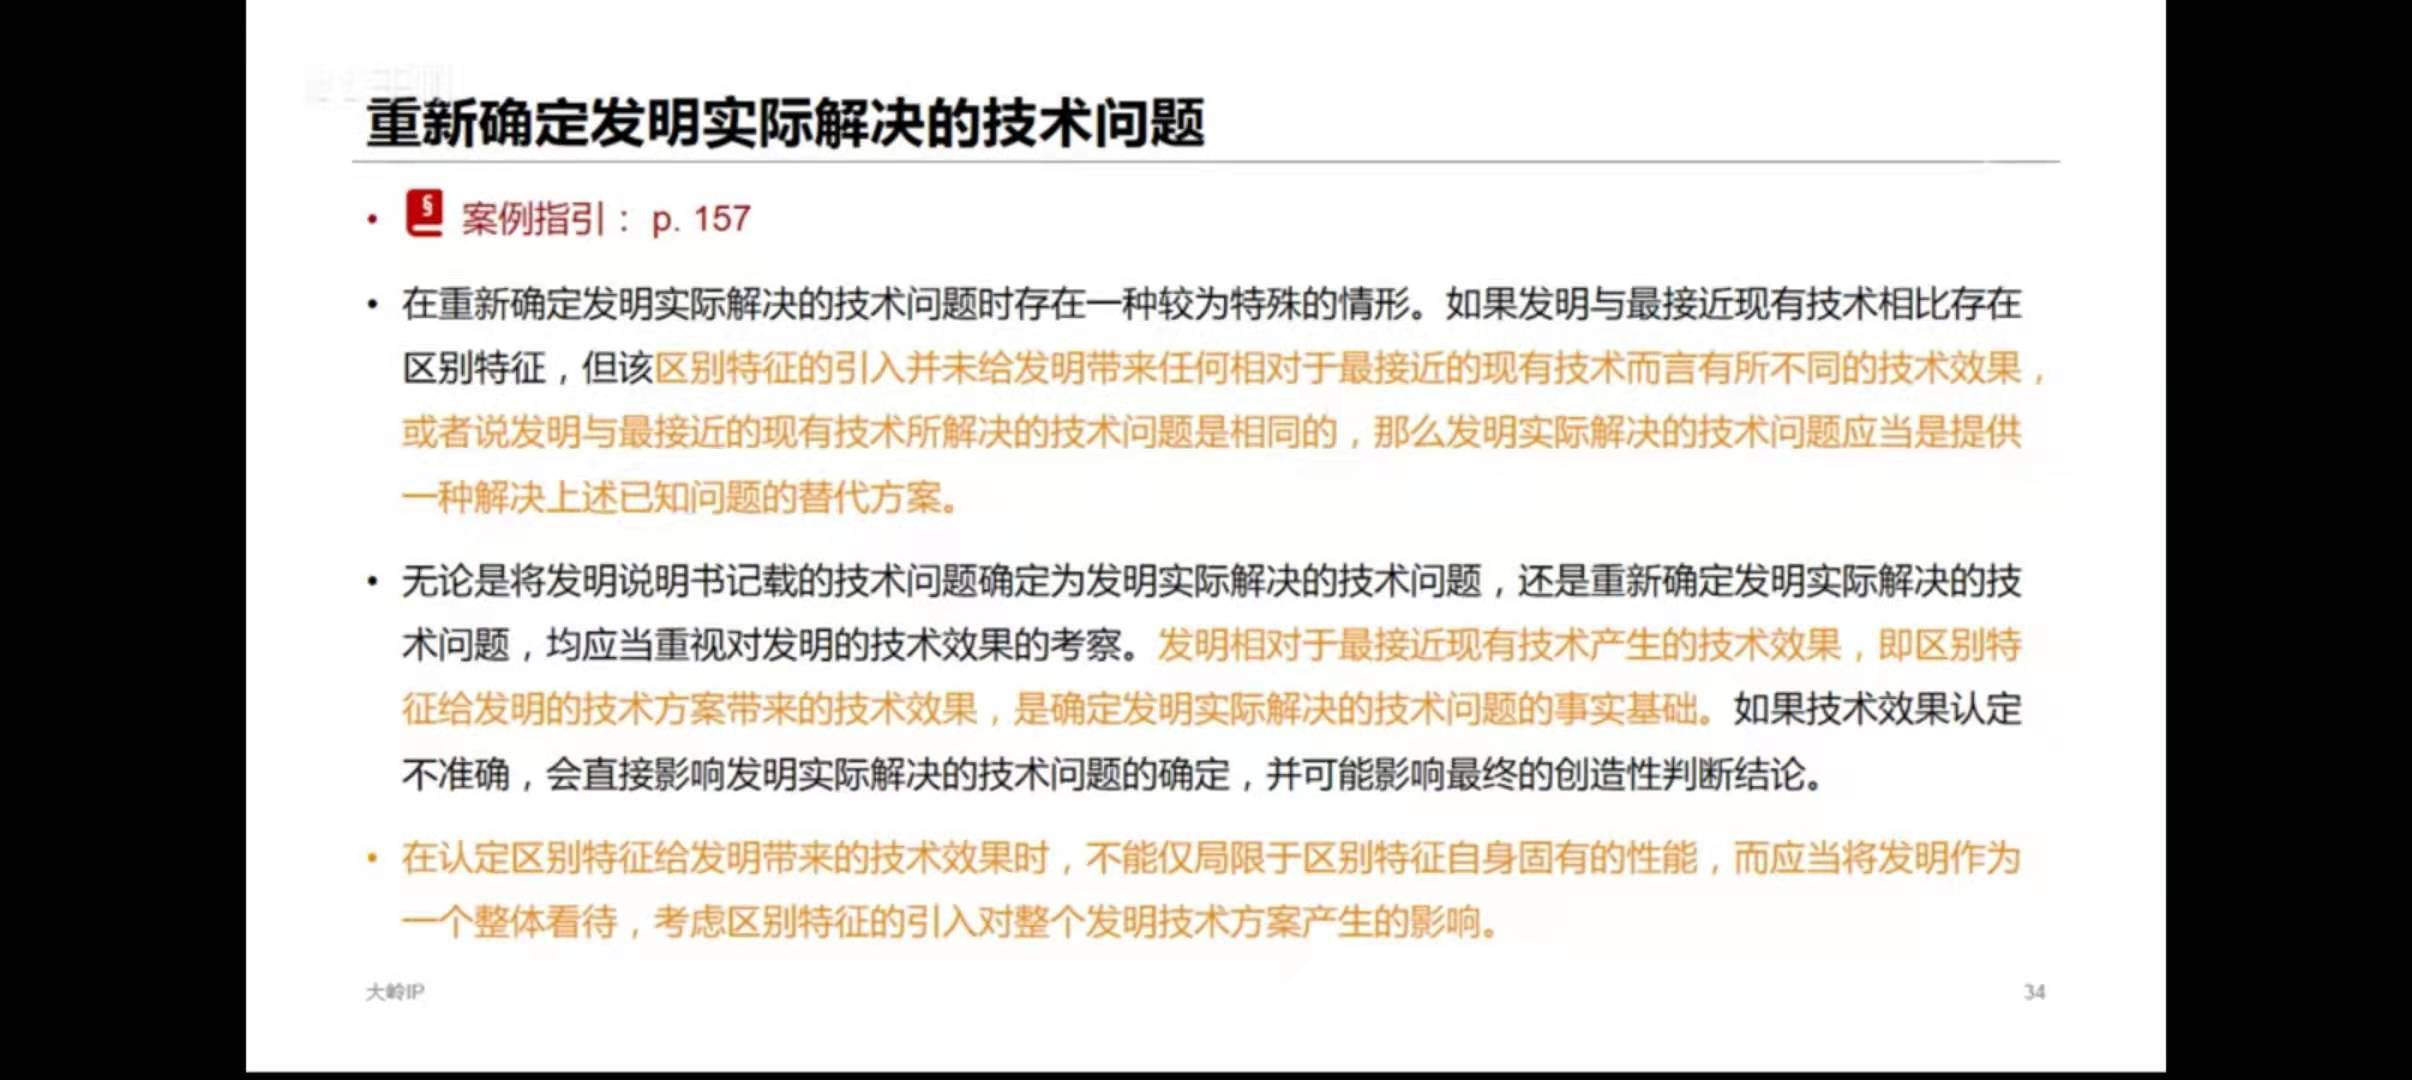 重新确定发明实际解决的技术问题
• § 案例指引： p. 157
• 在重新确定发明实际解决的技术问题时存在一种较为特殊的情形。如果发明与最接近现有技术相比存在
区别特征，但该区别特征的引入并未给发明带来任何相对于最接近的现有技术而言有所不同的技术效果，
或者说发明与最接近的现有技术所解决的技术问题是相同的，那么发明实际解决的技术问题应当是提供
一种解决上述已知问题的替代方案。
• 无论是将发明说明书记载的技术问题确定为发明实际解决的技术问题，还是重新确定发明实际解决的技
术问题，均应当重视对发明的技术效果的考察。发明相对于最接近现有技术产生的技术效果，即区别特
征给发明的技术方案带来的技术效果，是确定发明实际解决的技术问题的事实基础。如果技术效果认定
不准确，会直接影响发明实际解决的技术问题的确定，并可能影响最终的创造性判断结论。
• 在认定区别特征给发明带来的技术效果时，不能仅局限于区别特征自身固有的性能，而应当将发明作为
一个整体看待，考虑区别特征的引入对整个发明技术方案产生的影响。
大岭IP
34